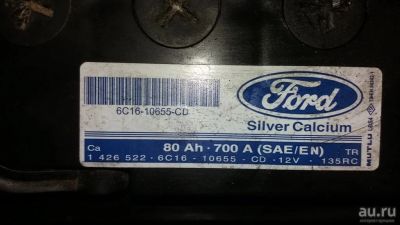 Ford
6C16-10655-CD
Silver Calcium
Ca 80 Ah - 700 A (SAE/EN) TR
1 426 522 - 6C16 - 10655 - CD - 12V - 135RC
MUTLU
au.ru